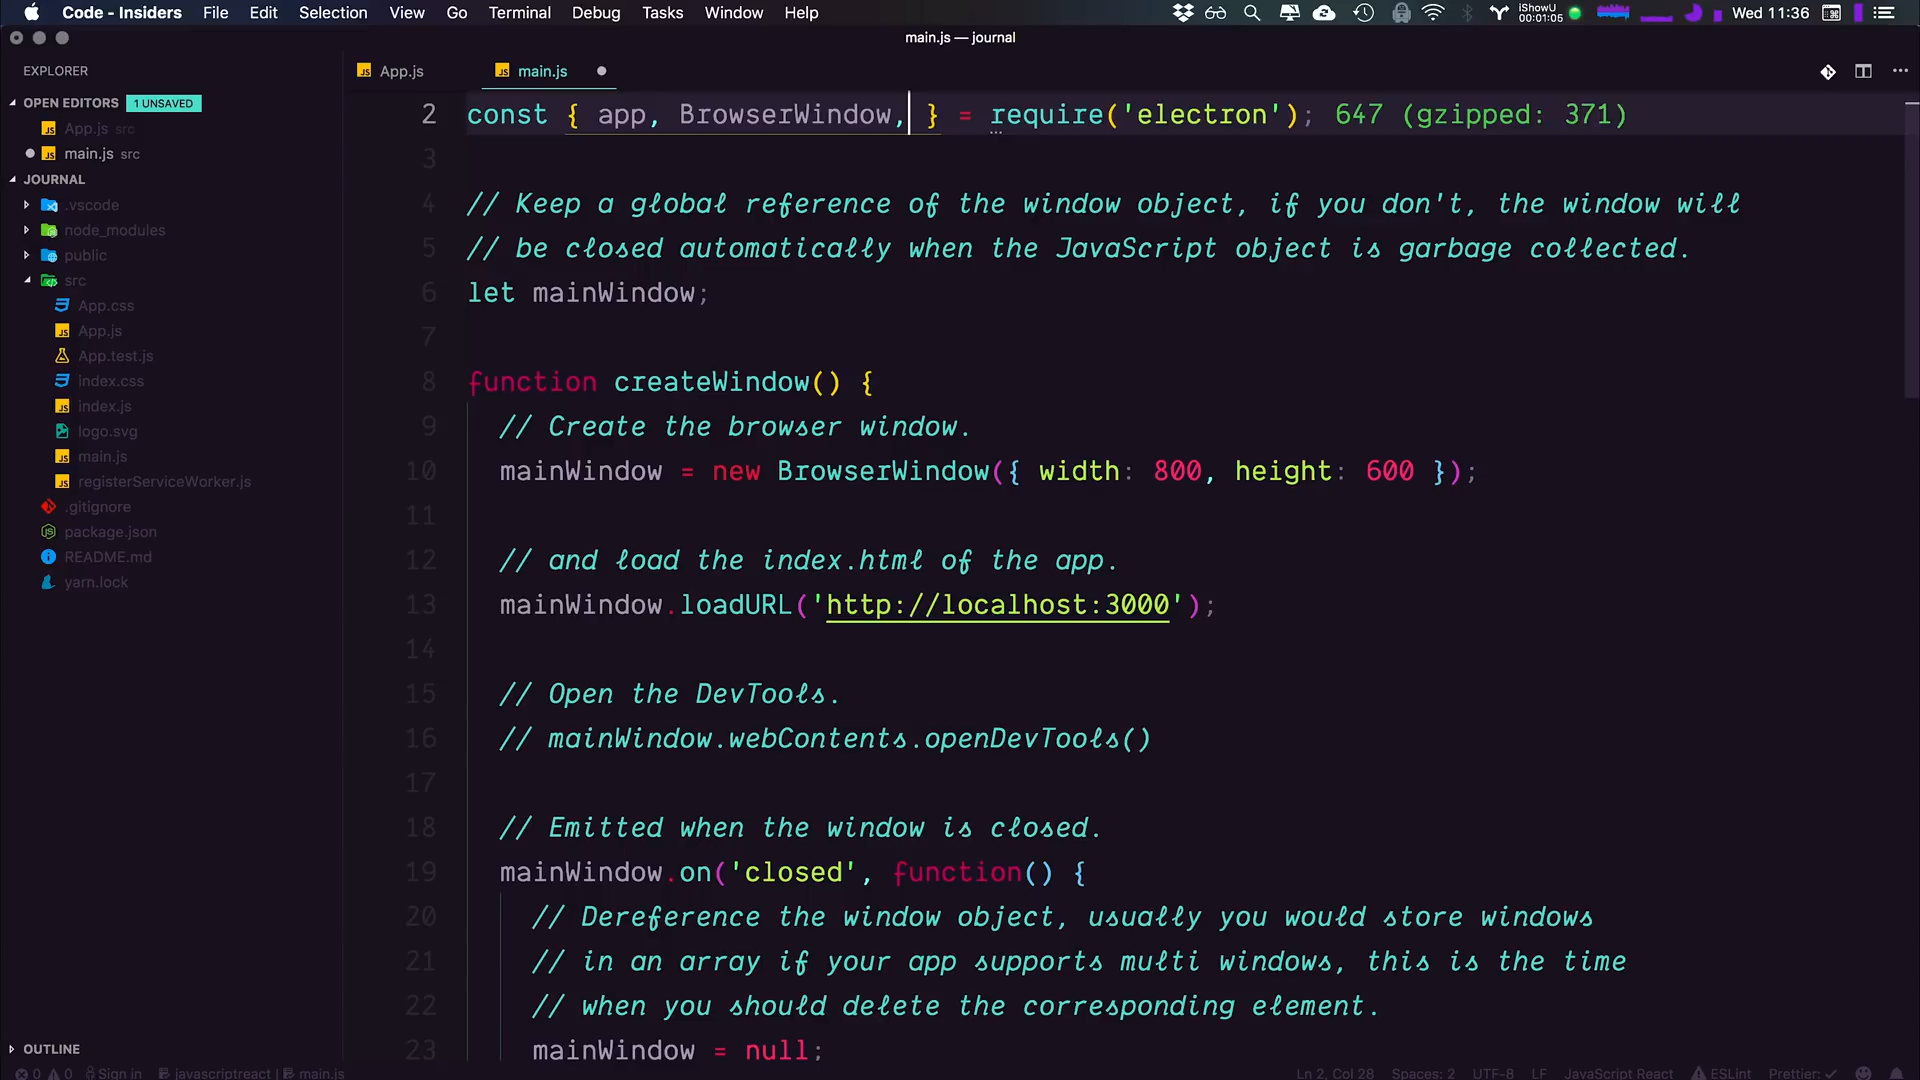 Code - Insiders File Edit Selection View Go Terminal Debug Tasks Window Help iShowU 00:01:05 Wed 11:36
main.js — journal
EXPLORER
OPEN EDITORS 1 UNSAVED
App.js src
main.js src
JOURNAL
.vscode
node_modules
public
src
App.css
App.js
App.test.js
index.css
index.js
logo.svg
main.js
registerServiceWorker.js
.gitignore
package.json
README.md
yarn.lock
OUTLINE
App.js main.js
2 const { app, BrowserWindow, } = require('electron'); 647 (gzipped: 371)
3
4 // Keep a global reference of the window object, if you don't, the window will
5 // be closed automatically when the JavaScript object is garbage collected.
6 let mainWindow;
7
8 function createWindow() {
9 // Create the browser window.
10 mainWindow = new BrowserWindow({ width: 800, height: 600 });
11
12 // and load the index.html of the app.
13 mainWindow.loadURL('http://localhost:3000');
14
15 // Open the DevTools.
16 // mainWindow.webContents.openDevTools()
17
18 // Emitted when the window is closed.
19 mainWindow.on('closed', function() {
20 // Dereference the window object, usually you would store windows
21 // in an array if your app supports multi windows, this is the time
22 // when you should delete the corresponding element.
23 mainWindow = null;
0 0 Sign in javascriptreact | main.js Ln 2, Col 28 Spaces: 2 UTF-8 LF JavaScript React ESLint Prettier: